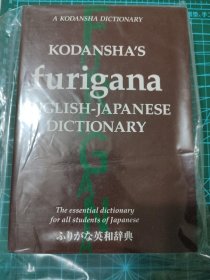 A KODANSHA DICTIONARY
KODANSHA'S
furigana
ENGLISH-JAPANESE
DICTIONARY
The essential dictionary
for all students of Japanese
ふりがな英和辞典